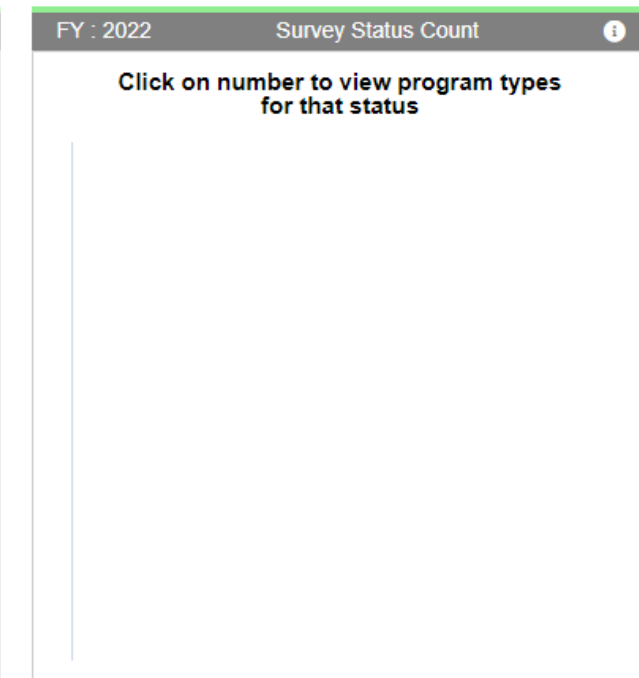 FY : 2022 Survey Status Count
Click on number to view program types
for that status